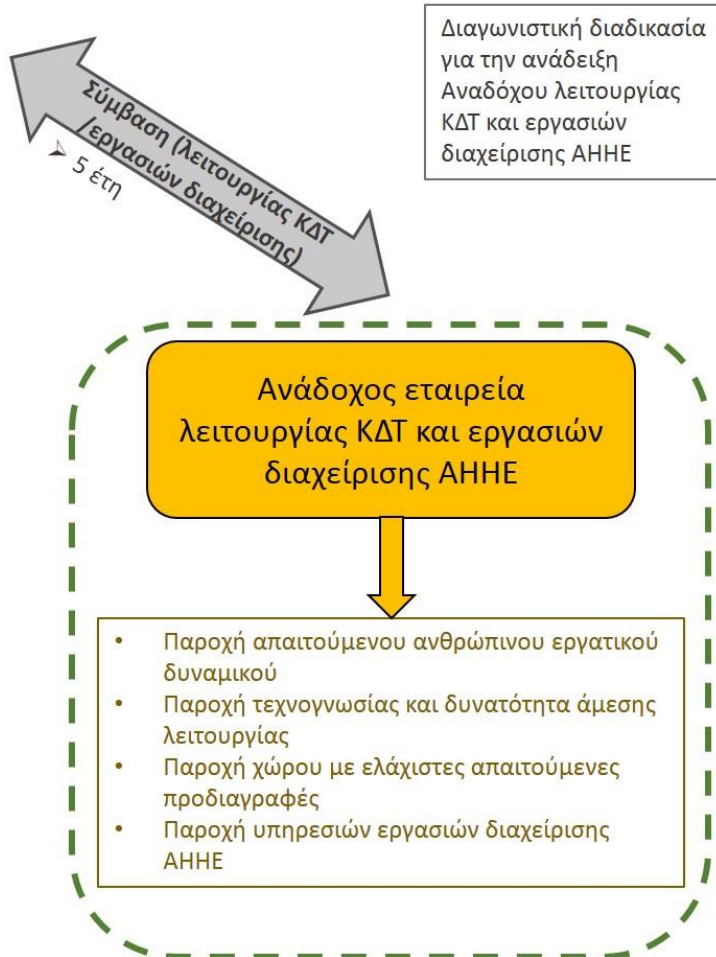 Διαγωνιστική διαδικασία
για την ανάδειξη
Αναδόχου λειτουργίας
ΚΔΤ και εργασιών
διαχείρισης ΑΗΗΕ
Σύμβαση (λειτουργίας ΚΔΤ
/εργασιών διαχείρισης)
➢ 5 έτη
Ανάδοχος εταιρεία
λειτουργίας ΚΔΤ και εργασιών
διαχείρισης ΑΗΗΕ
• Παροχή απαιτούμενου ανθρώπινου εργατικού
δυναμικού
• Παροχή τεχνογνωσίας και δυνατότητα άμεσης
λειτουργίας
• Παροχή χώρου με ελάχιστες απαιτούμενες
προδιαγραφές
• Παροχή υπηρεσιών εργασιών διαχείρισης
ΑΗΗΕ